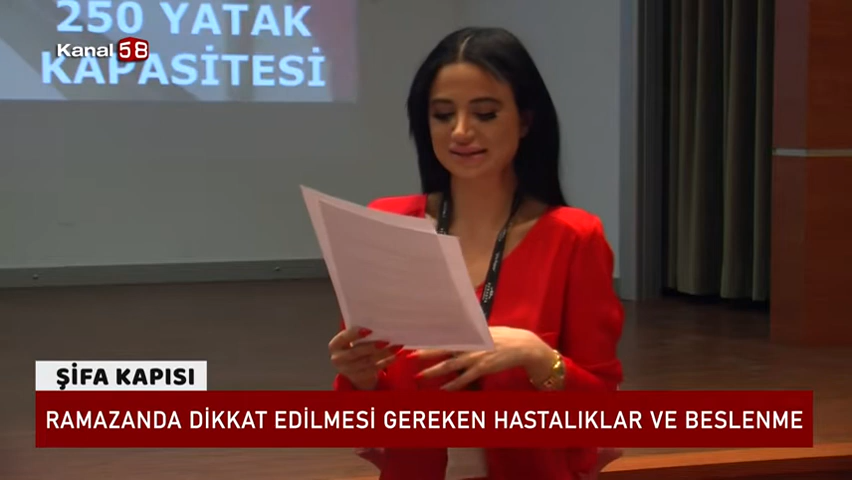 250 YATAK
Kanal 58
KAPASİTESİ
ŞİFA KAPISI
RAMAZANDA DİKKAT EDİLMESİ GEREKEN HASTALIKLAR VE BESLENME